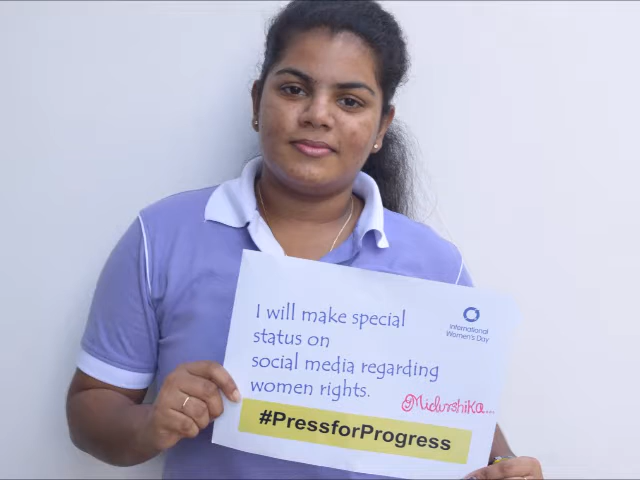 I will make special
status on
social media regarding
women rights.
International
Women's Day
@Midurshika...
#PressforProgress